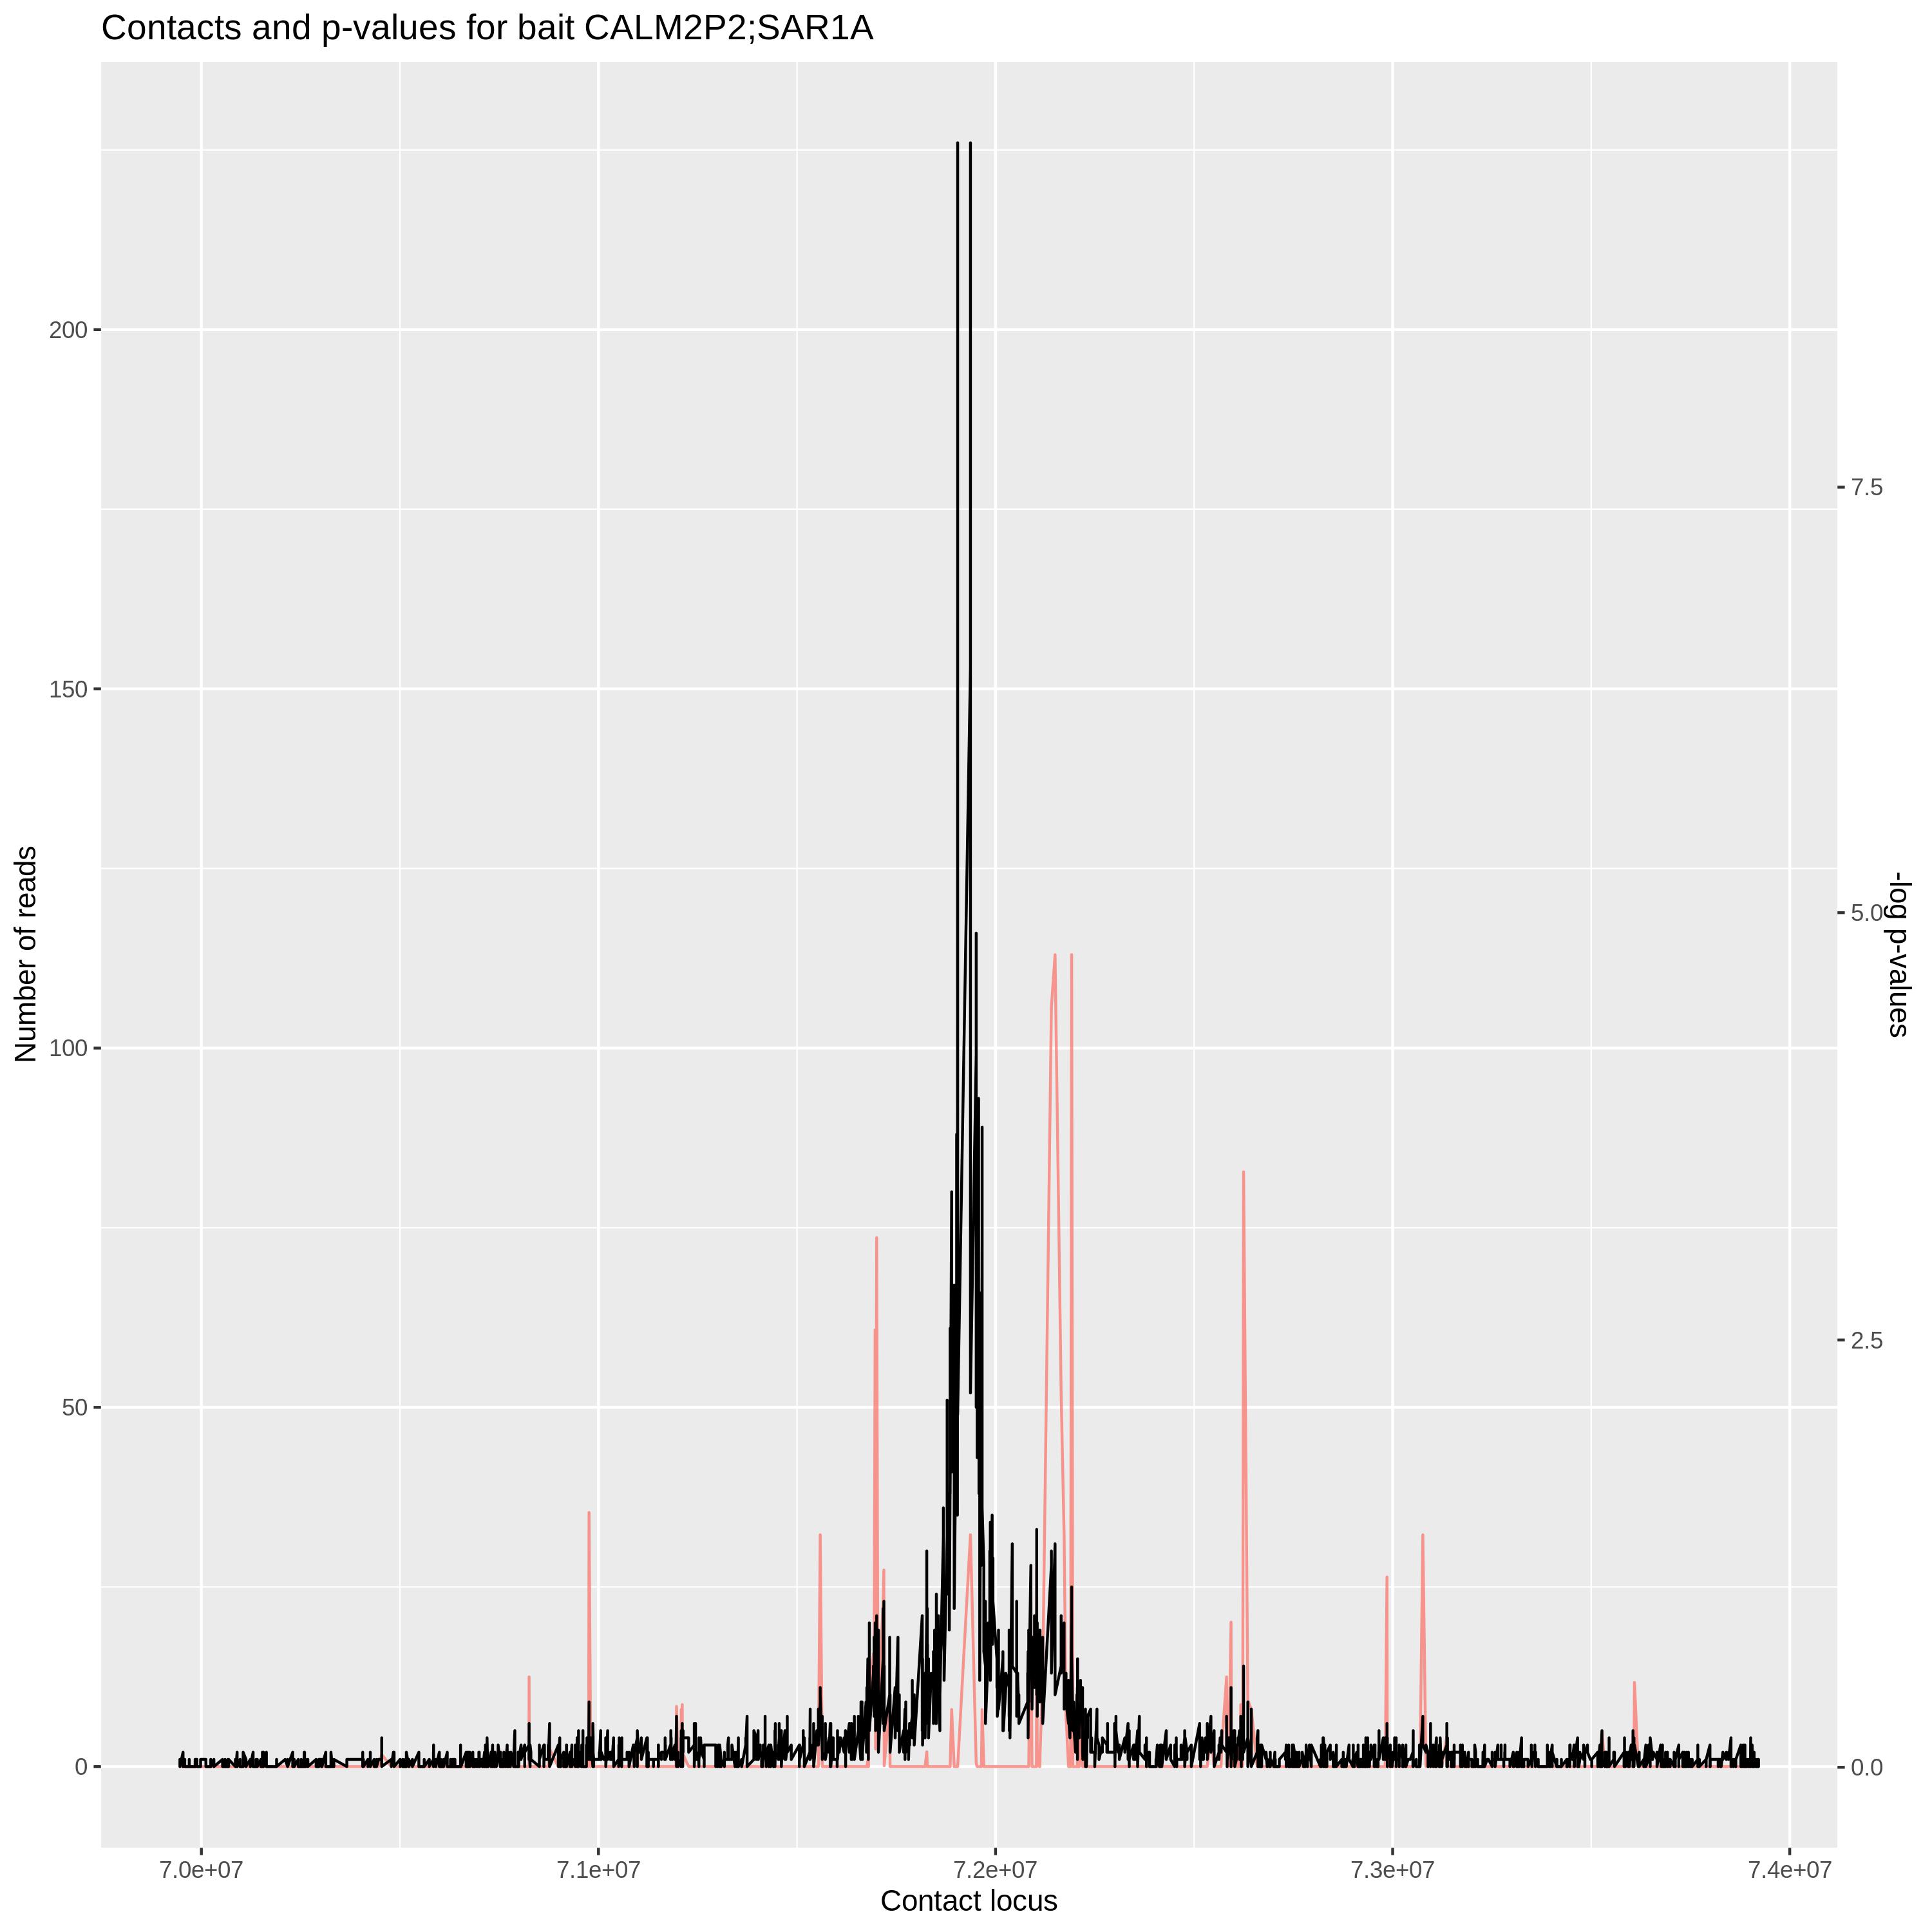 Contacts and p-values for bait CALM2P2;SAR1A
200
150
100
50
0
Number of reads
7.5
5.0
2.5
0.0
-log p-values
7.0e+07
7.1e+07
7.2e+07
7.3e+07
7.4e+07
Contact locus